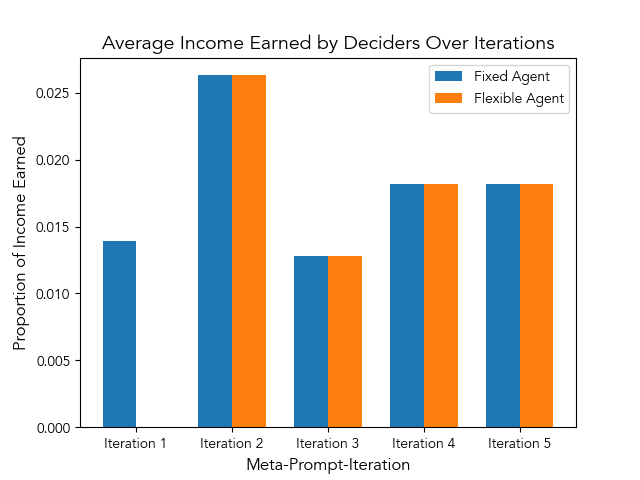 Average Income Earned by Deciders Over Iterations
Fixed Agent
Flexible Agent
Proportion of Income Earned
0.025
0.020
0.015
0.010
0.005
0.000
Iteration 1
Iteration 2
Iteration 3
Iteration 4
Iteration 5
Meta-Prompt-Iteration